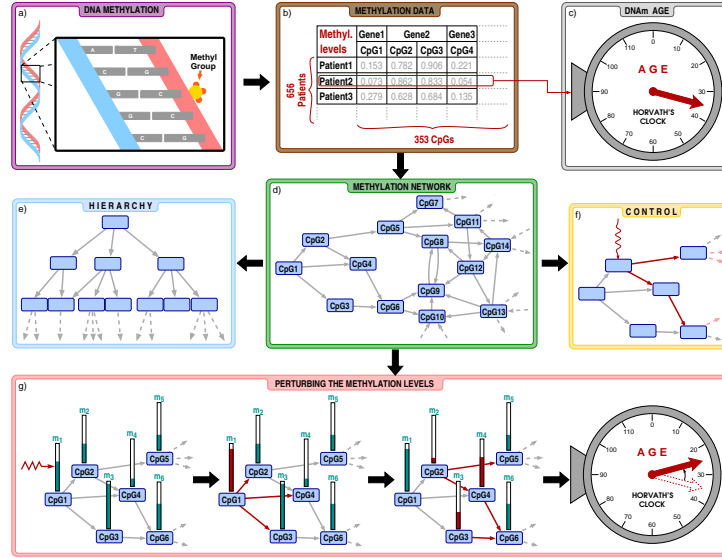 a)
DNA METHYLATION
A T
C G
G C
G C
C G
Methyl
Group
b)
METHYLATION DATA
Methyl. Gene1 Gene2 Gene3
levels CpG1 CpG2 CpG3 CpG4
Patient1 0.153 0.782 0.906 0.221
Patient2 0.073 0.862 0.833 0.054
Patient3 0.279 0.628 0.684 0.135
656
Patients
353 CpGs
c)
DNAm AGE
0
10
20
30
40
50
60
70
80
90
100
110
120
AGE
HORVATH'S
CLOCK
e)
HIERARCHY
d)
METHYLATION NETWORK
CpG7
CpG5 CpG11
CpG2 CpG8 CpG14
CpG1 CpG4 CpG12
CpG9
CpG3 CpG6 CpG10 CpG13
f)
CONTROL
g)
PERTURBING THE METHYLATION LEVELS
m1 m2 m3 m4 m5 m6
CpG1 CpG2 CpG3 CpG4 CpG5 CpG6
m1 m2 m3 m4 m5 m6
CpG1 CpG2 CpG3 CpG4 CpG5 CpG6
m1 m2 m3 m4 m5 m6
CpG1 CpG2 CpG3 CpG4 CpG5 CpG6
0
10
20
30
40
50
60
70
80
90
100
110
120
AGE
HORVATH'S
CLOCK